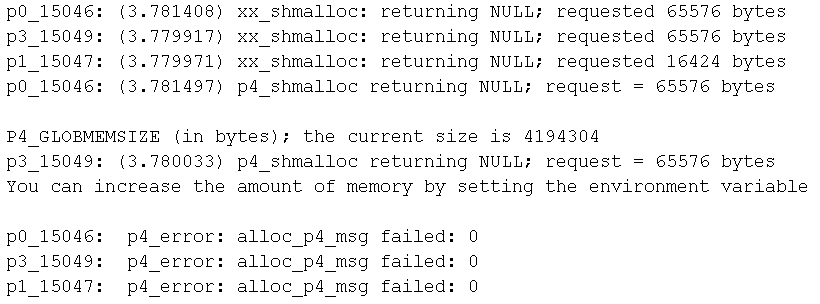 p0_15046: (3.781408) xx_shmalloc: returning NULL; requested 65576 bytes
p3_15049: (3.779917) xx_shmalloc: returning NULL; requested 65576 bytes
p1_15047: (3.779971) xx_shmalloc: returning NULL; requested 16424 bytes
p0_15046: (3.781497) p4_shmalloc returning NULL; request = 65576 bytes

P4_GLOBMEMSIZE (in bytes); the current size is 4194304
p3_15049: (3.780033) p4_shmalloc returning NULL; request = 65576 bytes
You can increase the amount of memory by setting the environment variable

p0_15046:  p4_error: alloc_p4_msg failed: 0
p3_15049:  p4_error: alloc_p4_msg failed: 0
p1_15047:  p4_error: alloc_p4_msg failed: 0